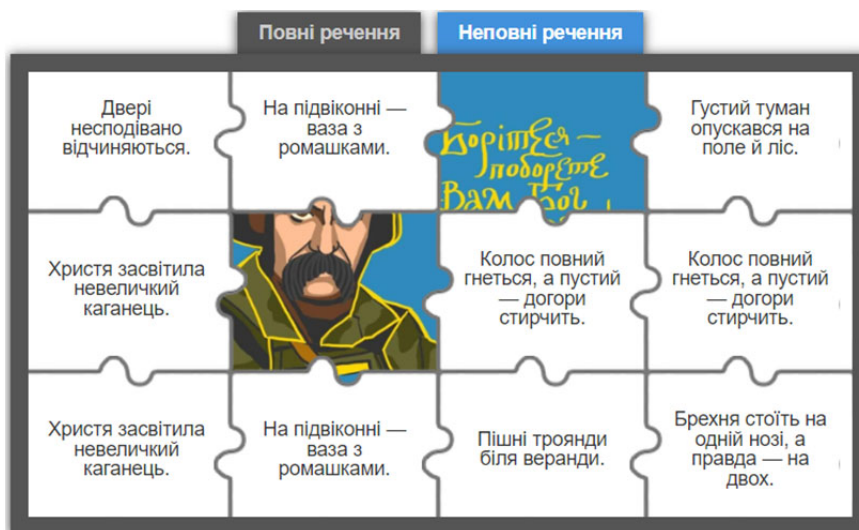 Повні речення
Неповні речення
Двері
несподівано
відчиняються.
На підвіконні —
ваза з
ромашками.
Борітеся —
поборете
Вам Бог
Густий туман
опускався на
поле й ліс.
Христя засвітила
невеличкий
каганець.
Колос повний
гнеться, а пустий
— догори
стирчить.
Колос повний
гнеться, а пустий
— догори
стирчить.
Христя засвітила
невеличкий
каганець.
На підвіконні —
ваза з
ромашками.
Пішні троянди
біля веранди.
Брехня стоїть на
одній нозі, а
правда — на
двох.